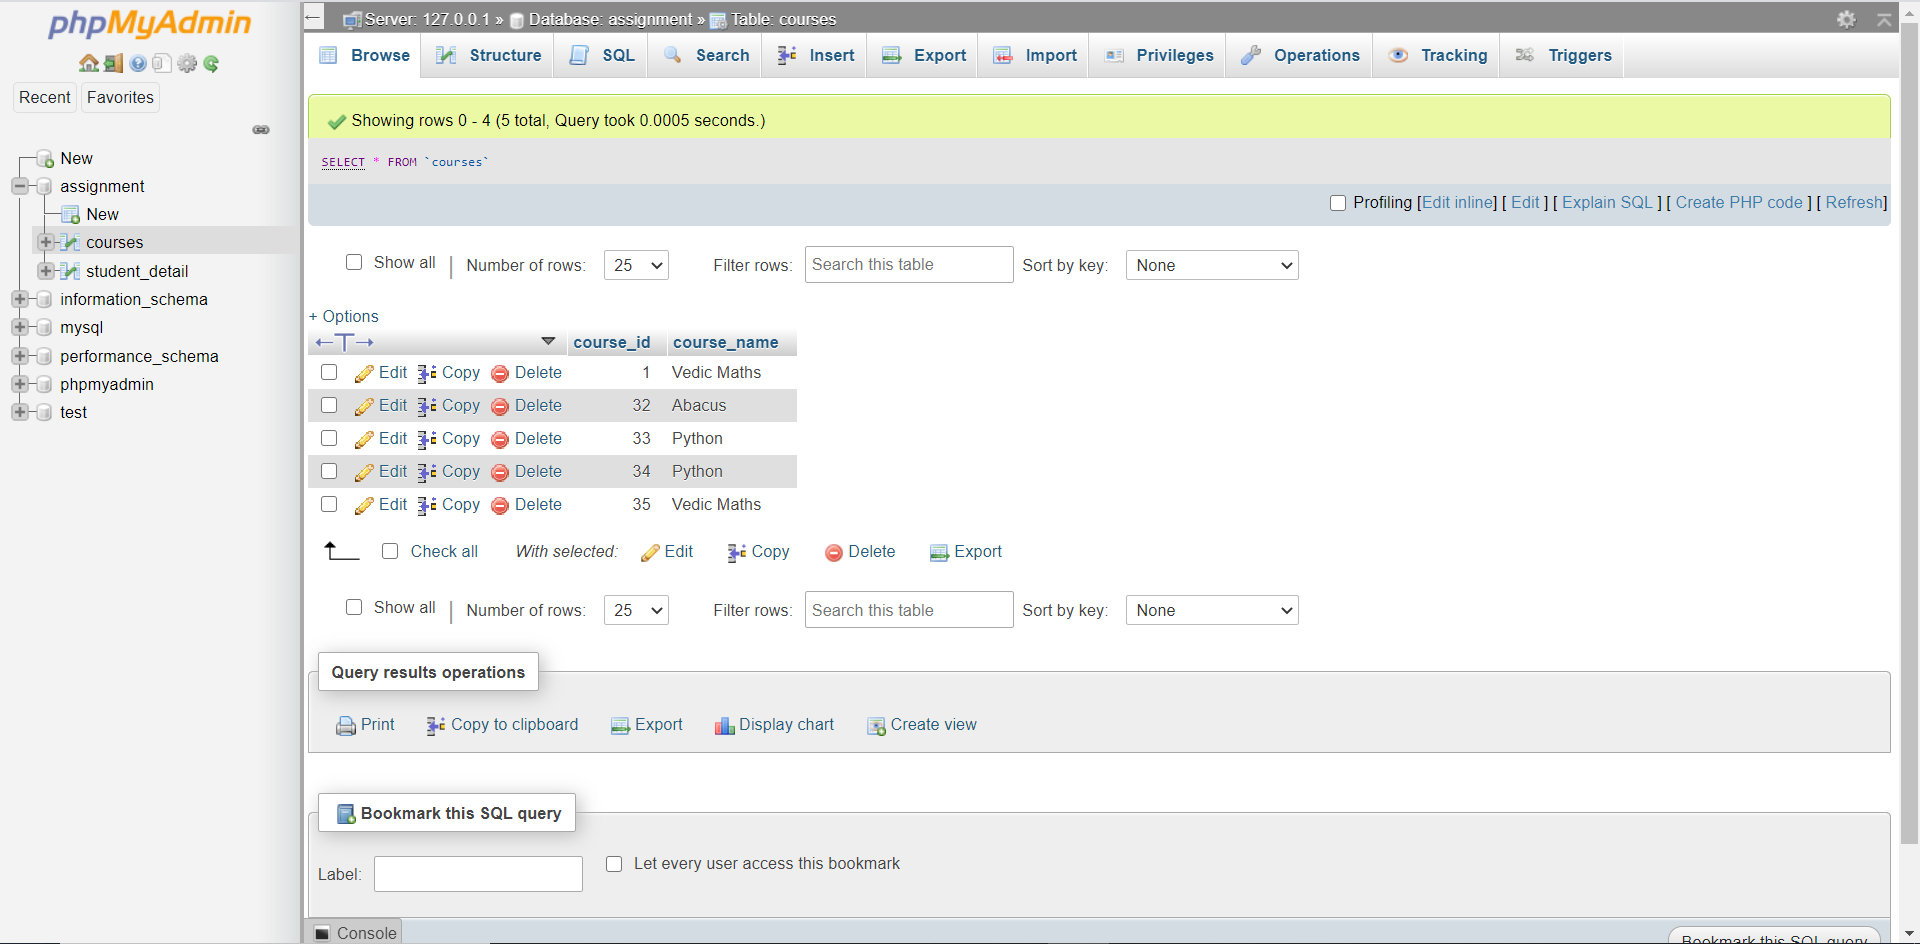 phpMyAdmin
Recent Favorites
New
assignment
New
courses
student_detail
information_schema
mysql
performance_schema
phpmyadmin
test
Server: 127.0.0.1 » Database: assignment » Table: courses
Browse Structure SQL Search Insert Export Import Privileges Operations Tracking Triggers
Showing rows 0 - 4 (5 total, Query took 0.0005 seconds.)
SELECT * FROM `courses`
Profiling [Edit inline] [ Edit ] [ Explain SQL ] [ Create PHP code ] [ Refresh]
Show all | Number of rows: 25 Filter rows: Search this table Sort by key: None
+ Options
←T→ course_id course_name
Edit Copy Delete 1 Vedic Maths
Edit Copy Delete 32 Abacus
Edit Copy Delete 33 Python
Edit Copy Delete 34 Python
Edit Copy Delete 35 Vedic Maths
Check all With selected: Edit Copy Delete Export
Show all | Number of rows: 25 Filter rows: Search this table Sort by key: None
Query results operations
Print Copy to clipboard Export Display chart Create view
Bookmark this SQL query
Label: Let every user access this bookmark
Console Bookmark this SQL query